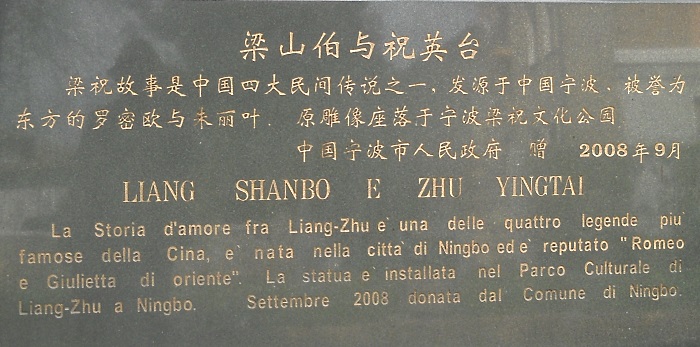 梁山伯与祝英台
梁祝故事是中国四大民间传说之一，发源于中国宁波，被誉为
东方的罗密欧与朱丽叶． 原雕像座落于宁波梁祝文化公园
中国宁波市人民政府 赠 2008年9月
LIANG SHANBO E ZHU YINGTAI
La Storia d'amore fra Liang-Zhu e` una delle quattro legende piu`
famose della Cina, e` nata nella citta` di Ningbo ed e` reputato "Romeo
e Giulietta di oriente". La statua e` installata nel Parco Culturale di
Liang-Zhu a Ningbo. Settembre 2008 donata dal Comune di Ningbo.